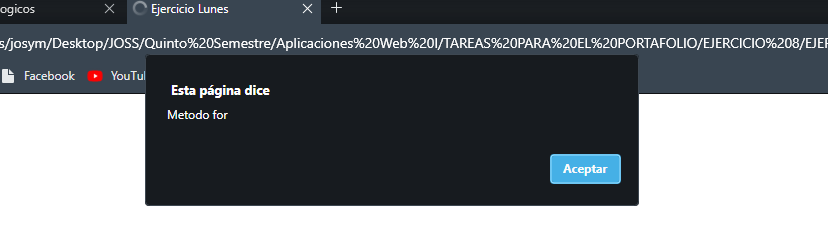 ogicos
Ejercicio Lunes
s/josym/Desktop/JOSS/Quinto%20Semestre/Aplicaciones%20Web%20I/TAREAS%20PARA%20EL%20PORTAFOLIO/EJERCICIO%208/EJER
Facebook
YouTu
Esta página dice
Metodo for
Aceptar